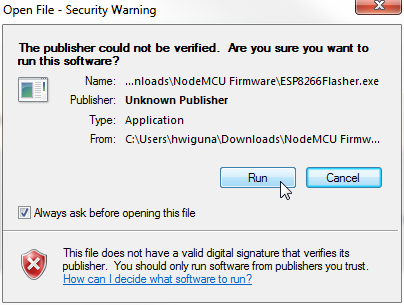 Open File - Security Warning
The publisher could not be verified.  Are you sure you want to
run this software?
Name: ...nloads\NodeMCU Firmware\ESP8266Flasher.exe
Publisher: Unknown Publisher
Type: Application
From: C:\Users\hwiguna\Downloads\NodeMCU Firmw...
Run Cancel
Always ask before opening this file
This file does not have a valid digital signature that verifies its
publisher.  You should only run software from publishers you trust.
How can I decide what software to run?